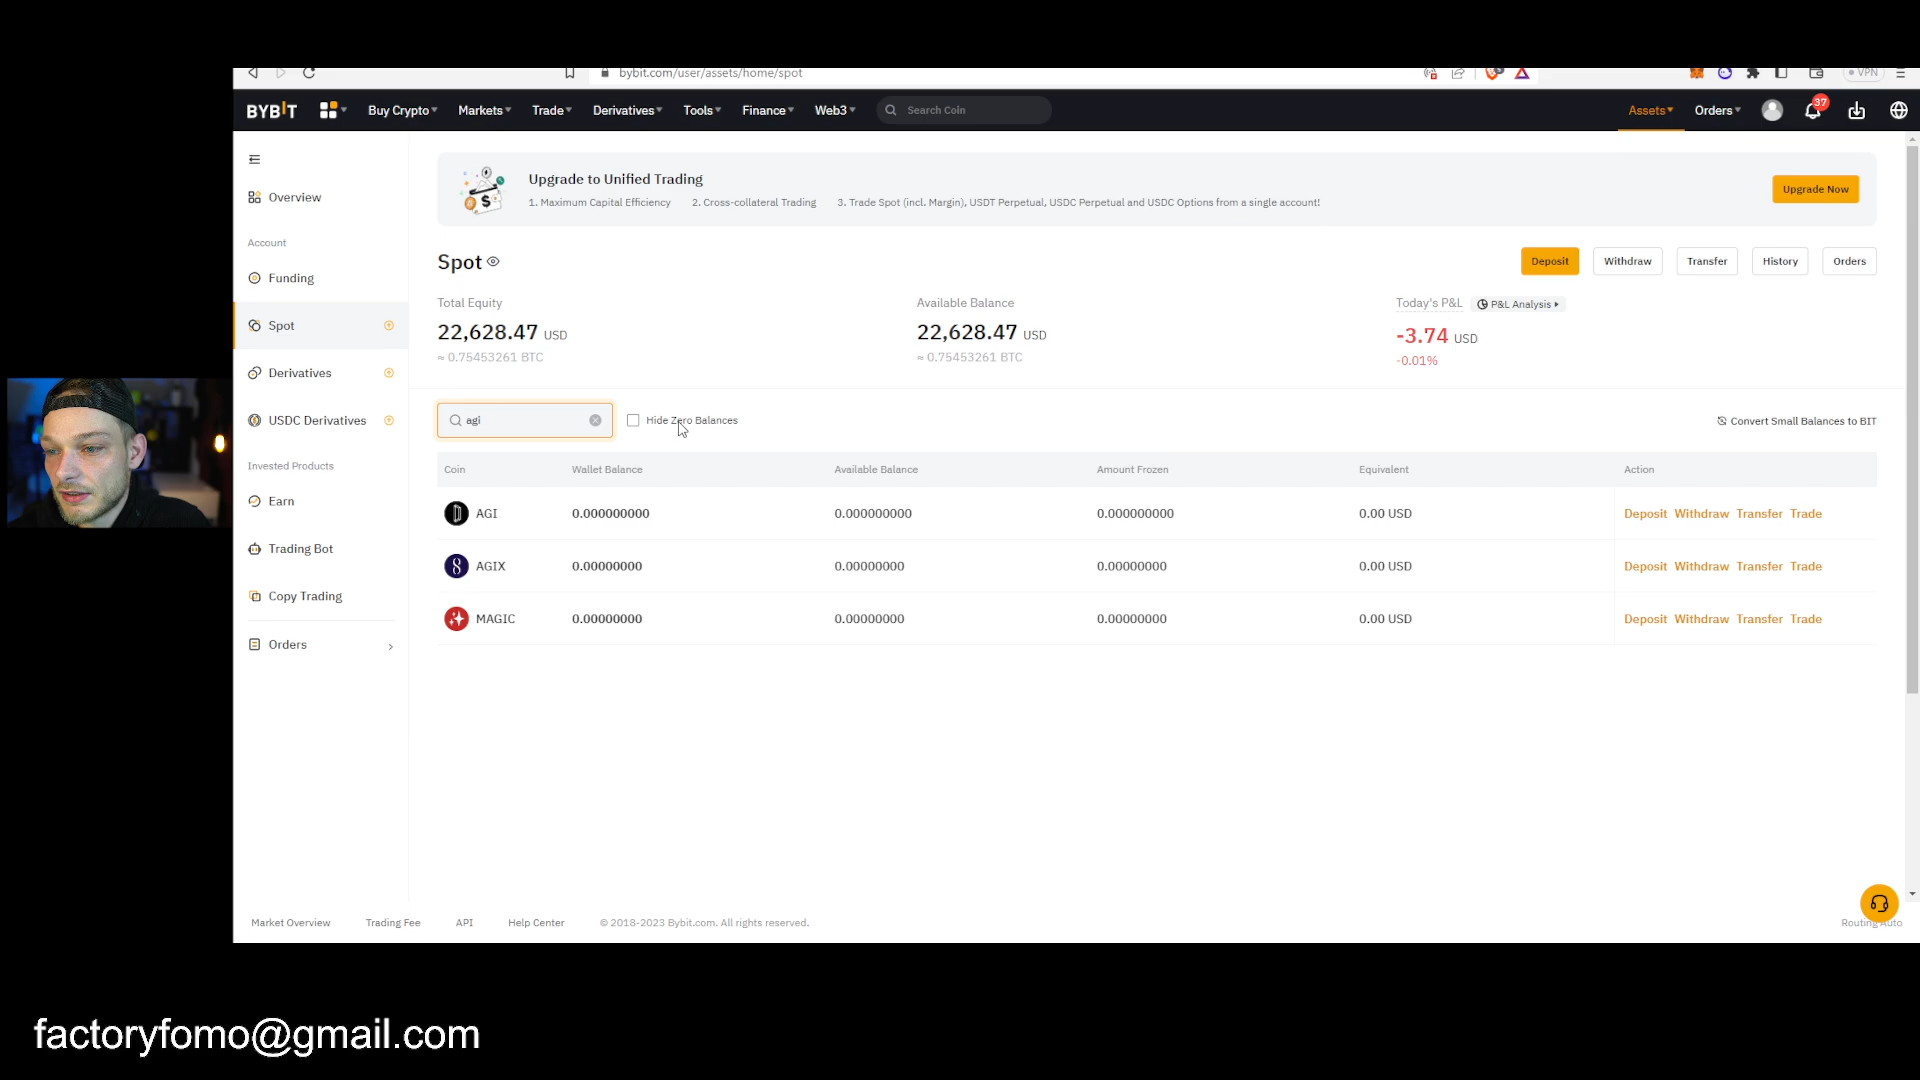 bybit.com/user/assets/home/spot
VPN
BYBIT Buy Crypto Markets Trade Derivatives Tools Finance Web3 Search Coin Assets Orders 37
Overview
Account
Funding
Spot
Derivatives
USDC Derivatives
Invested Products
Earn
Trading Bot
Copy Trading
Orders
Upgrade to Unified Trading
1. Maximum Capital Efficiency 2. Cross-collateral Trading 3. Trade Spot (incl. Margin), USDT Perpetual, USDC Perpetual and USDC Options from a single account!
Upgrade Now
Spot
Deposit Withdraw Transfer History Orders
Total Equity Available Balance Today's P&L P&L Analysis
22,628.47 USD 22,628.47 USD -3.74 USD
≈ 0.75453261 BTC ≈ 0.75453261 BTC -0.01%
agi Hide Zero Balances Convert Small Balances to BIT
Coin Wallet Balance Available Balance Amount Frozen Equivalent Action
AGI 0.000000000 0.000000000 0.000000000 0.00 USD Deposit Withdraw Transfer Trade
AGIX 0.00000000 0.00000000 0.00000000 0.00 USD Deposit Withdraw Transfer Trade
MAGIC 0.00000000 0.00000000 0.00000000 0.00 USD Deposit Withdraw Transfer Trade
Market Overview Trading Fee API Help Center © 2018-2023 Bybit.com. All rights reserved. Routing Auto
factoryfomo@gmail.com